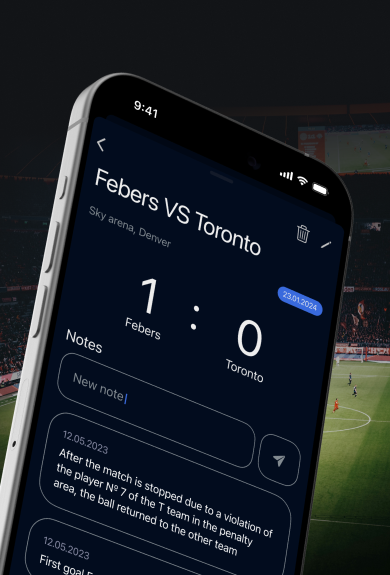 9:41
Febers VS Toronto
Sky arena, Denver
23.01.2024
1 : 0
Febers
Toronto
Notes
New note
12.05.2023
After the match is stopped due to a violation of
the player Nº 7 of the T team in the penalty
area, the ball returned to the other team
12.05.2023
First goal